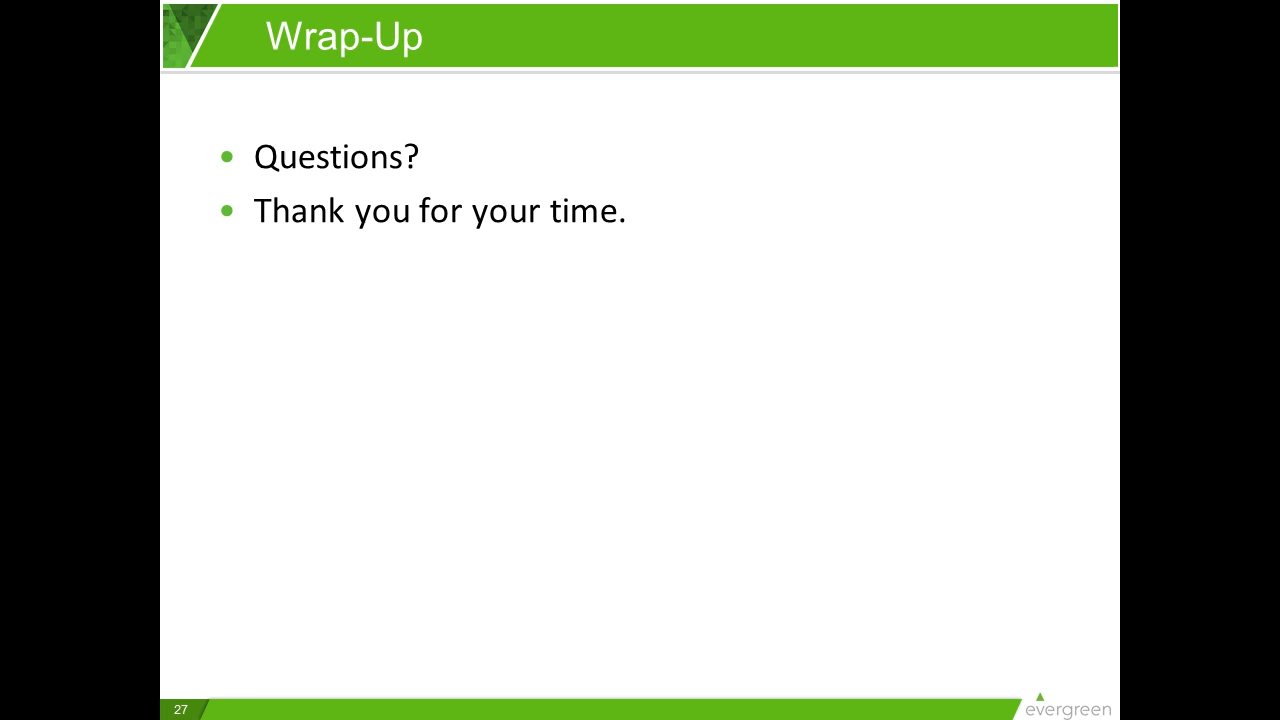 Wrap-Up
• Questions?
• Thank you for your time.
27
evergreen